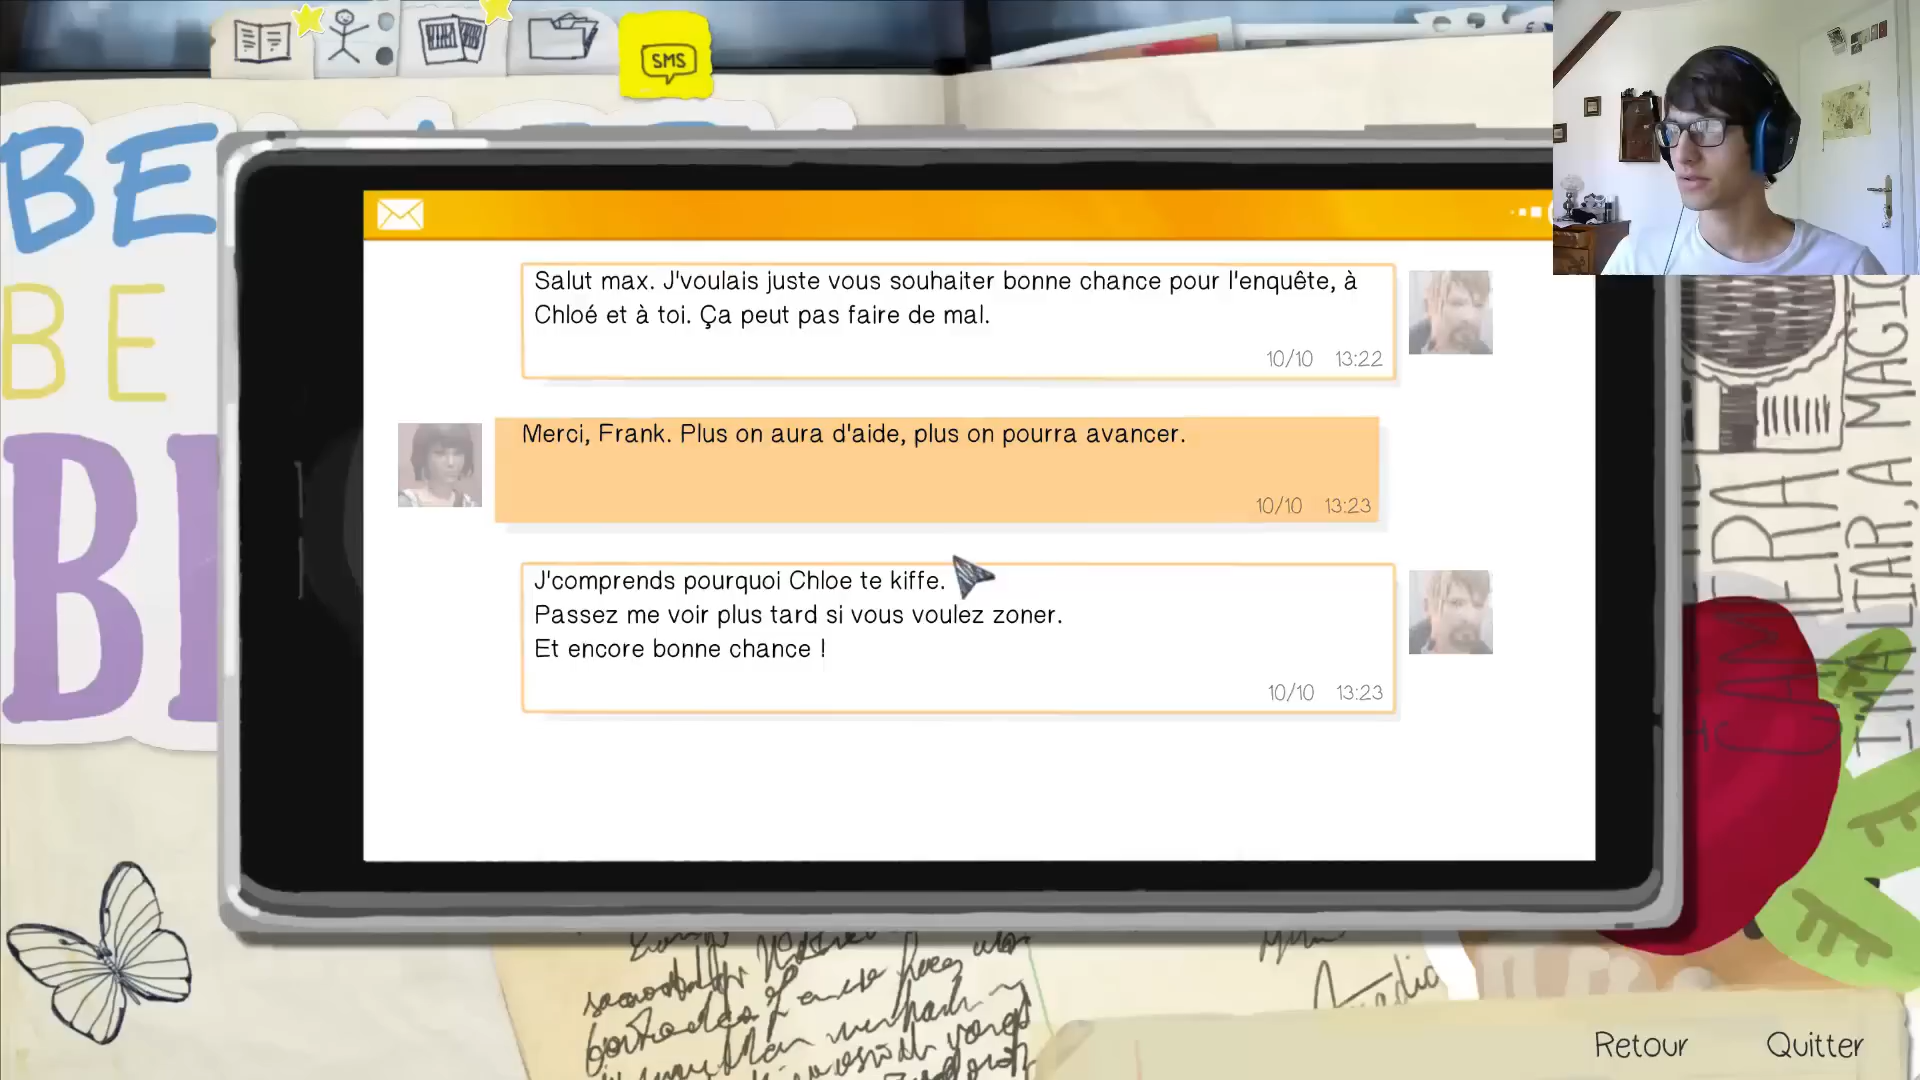 SMS
BE
BE
Salut max. J'voulais juste vous souhaiter bonne chance pour l'enquête, à
Chloé et à toi. Ça peut pas faire de mal.
10/10 13:22
Merci, Frank. Plus on aura d'aide, plus on pourra avancer.
10/10 13:23
J'comprends pourquoi Chloe te kiffe.
Passez me voir plus tard si vous voulez zoner.
Et encore bonne chance !
10/10 13:23
Retour Quitter